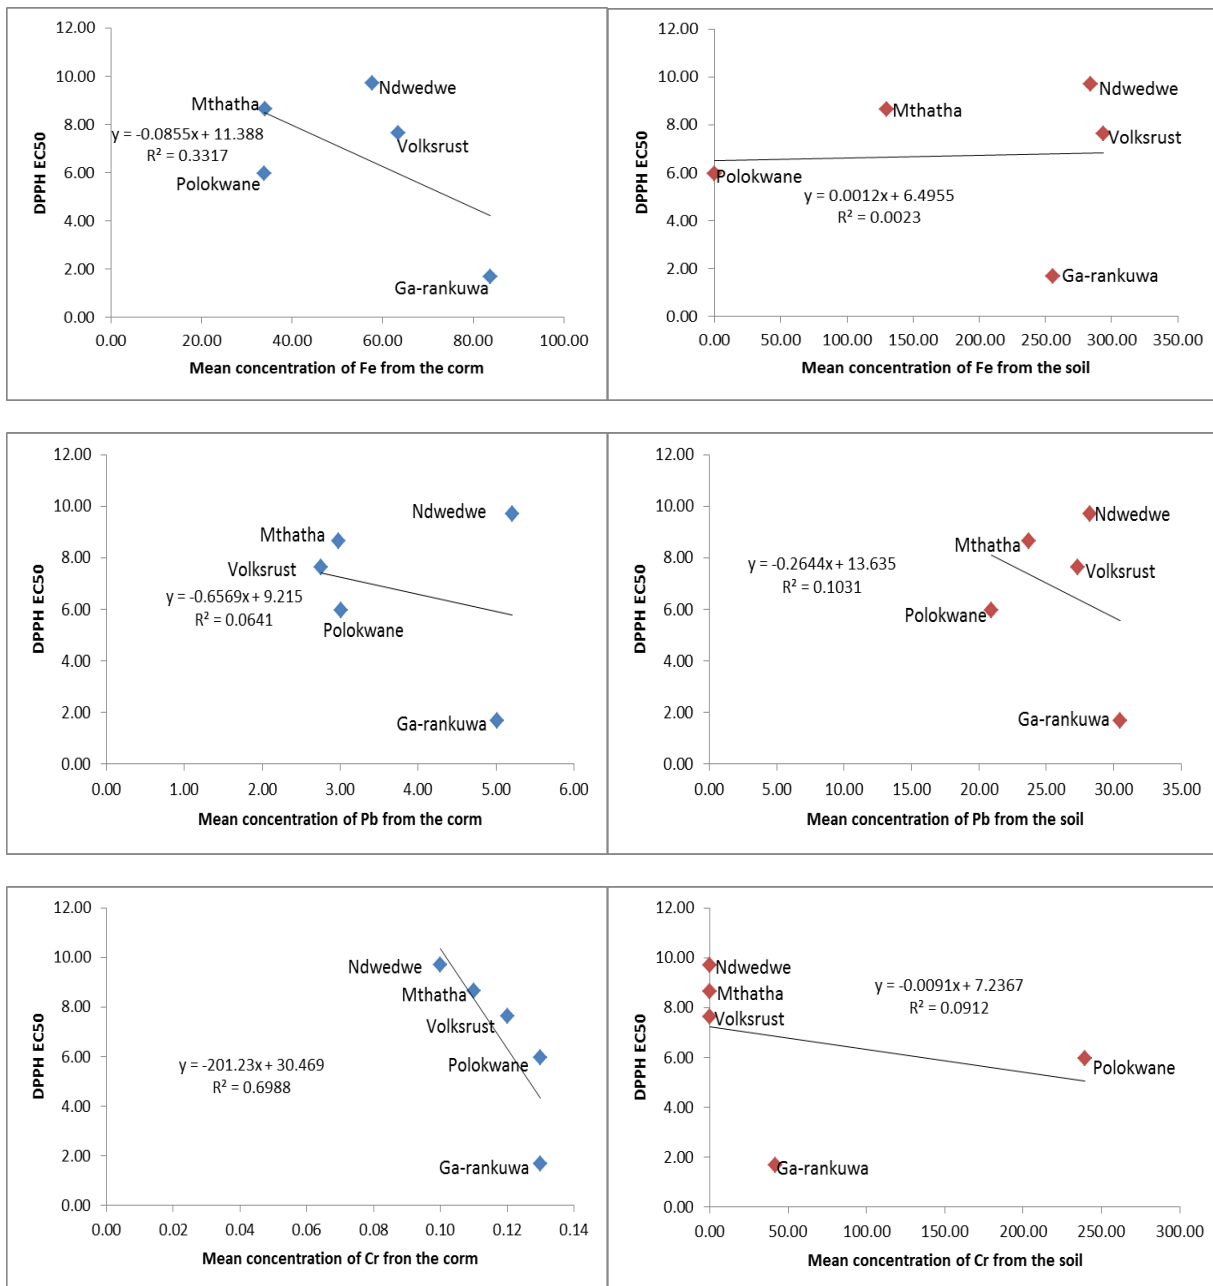 12.00
10.00
8.00
6.00
4.00
2.00
0.00
DPPH EC50
Ndwedwe
Mthatha
y = -0.0855x + 11.388
R² = 0.3317
Volksrust
Polokwane
Ga-rankuwa
0.00 20.00 40.00 60.00 80.00 100.00
Mean concentration of Fe from the corm
12.00
10.00
8.00
6.00
4.00
2.00
0.00
DPPH EC50
Ndwedwe
Mthatha
Volksrust
Polokwane
y = 0.0012x + 6.4955
R² = 0.0023
Ga-rankuwa
0.00 50.00 100.00 150.00 200.00 250.00 300.00 350.00
Mean concentration of Fe from the soil
12.00
10.00
8.00
6.00
4.00
2.00
0.00
DPPH EC50
Ndwedwe
Mthatha
Volksrust
y = -0.6569x + 9.215
R² = 0.0641
Polokwane
Ga-rankuwa
0.00 1.00 2.00 3.00 4.00 5.00 6.00
Mean concentration of Pb from the corm
12.00
10.00
8.00
6.00
4.00
2.00
0.00
DPPH EC50
Ndwedwe
Mthatha
y = -0.2644x + 13.635
R² = 0.1031
Volksrust
Polokwane
Ga-rankuwa
0.00 5.00 10.00 15.00 20.00 25.00 30.00 35.00
Mean concentration of Pb from the soil
12.00
10.00
8.00
6.00
4.00
2.00
0.00
DPPH EC50
Ndwedwe
Mthatha
Volksrust
y = -201.23x + 30.469
R² = 0.6988
Polokwane
Ga-rankuwa
0.00 0.02 0.04 0.06 0.08 0.10 0.12 0.14
Mean concentration of Cr fron the corm
12.00
10.00
8.00
6.00
4.00
2.00
0.00
DPPH EC50
Ndwedwe
Mthatha
Volksrust
y = -0.0091x + 7.2367
R² = 0.0912
Polokwane
Ga-rankuwa
0.00 50.00 100.00 150.00 200.00 250.00 300.00
Mean concentration of Cr from the soil